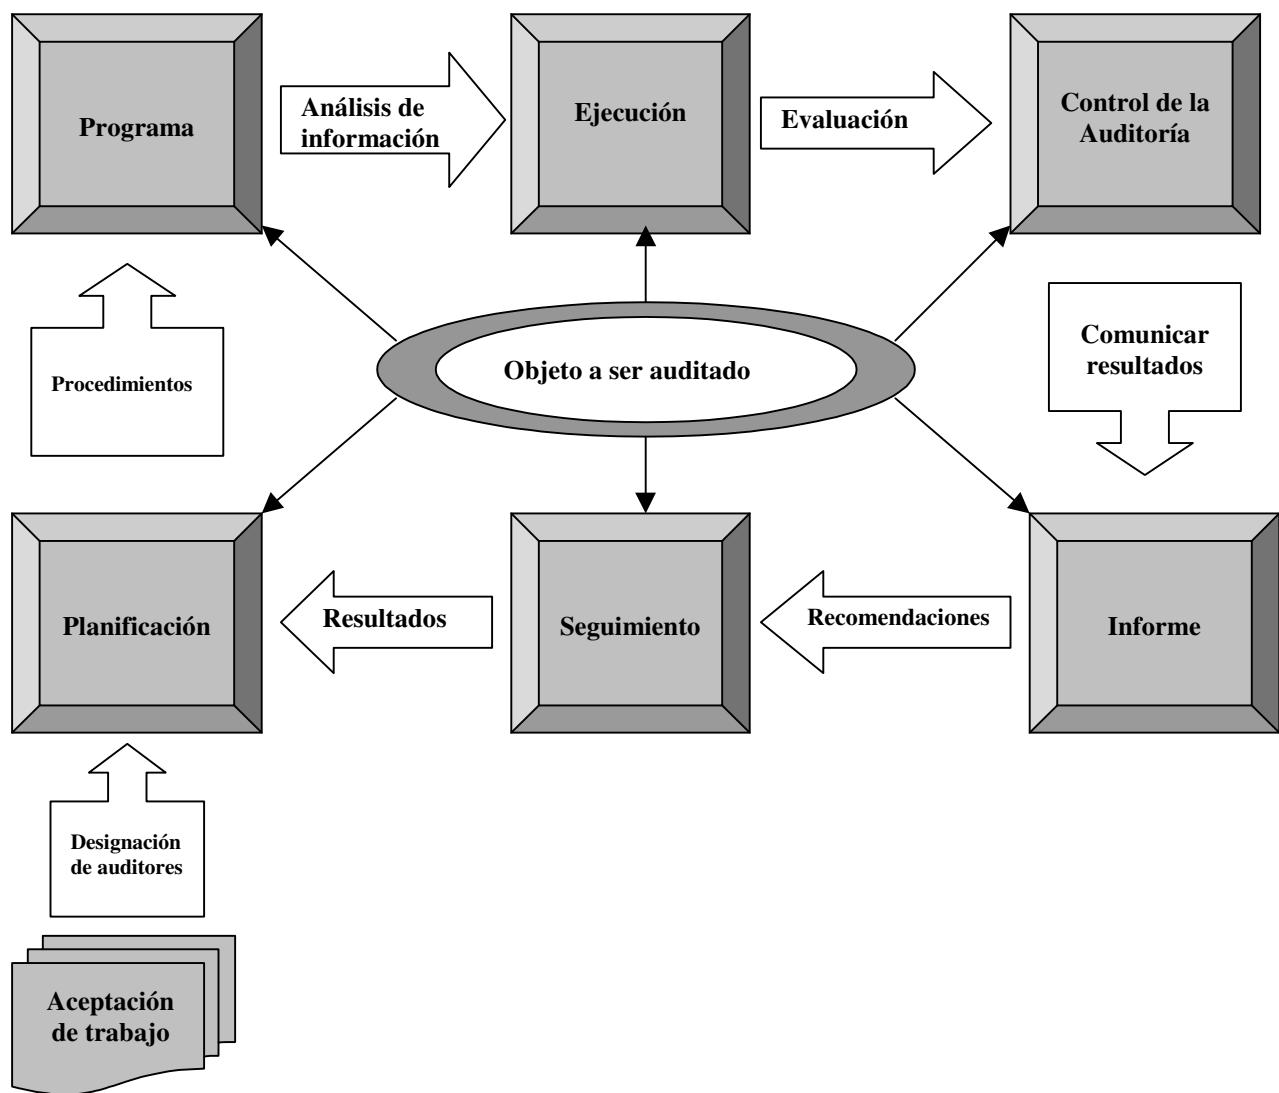 Programa
Análisis de
información
Ejecución
Evaluación
Control de la
Auditoría
Procedimientos
Objeto a ser auditado
Comunicar
resultados
Planificación
Resultados
Seguimiento
Recomendaciones
Informe
Designación
de auditores
Aceptación
de trabajo